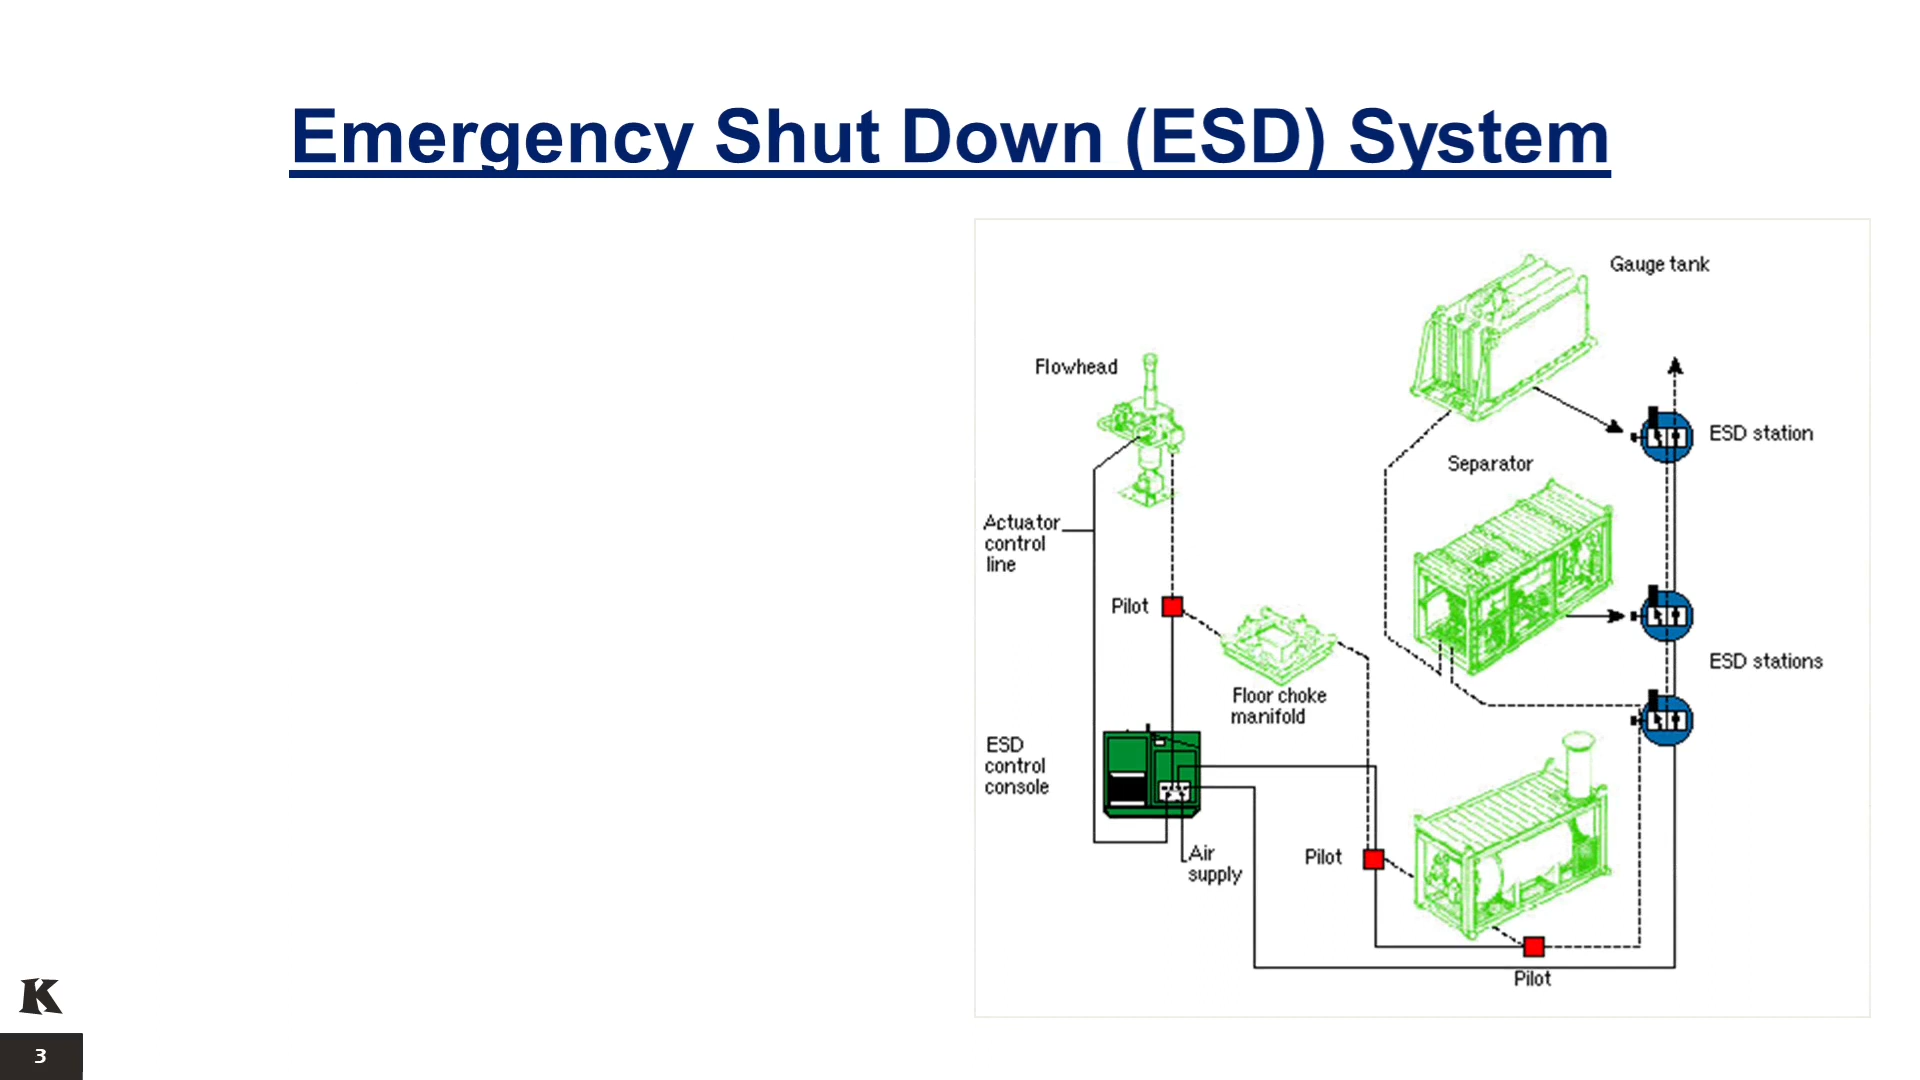 Emergency Shut Down (ESD) System
Gauge tank
Flowhead
ESD station
Separator
Actuator
control
line
Pilot
ESD stations
Floor choke
manifold
ESD
control
console
Air
supply
Pilot
Pilot
K
3